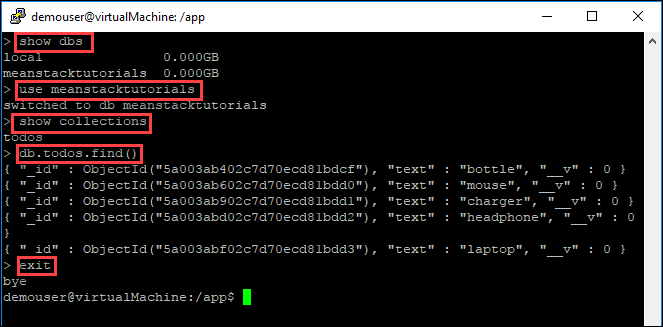 demouser@virtualMachine: /app
> show dbs
local 0.000GB
meanstacktutorials 0.000GB
> use meanstacktutorials
switched to db meanstacktutorials
> show collections
todos
> db.todos.find()
{ "_id" : ObjectId("5a003ab402c7d70ecd81bdcf"), "text" : "bottle", "__v" : 0 }
{ "_id" : ObjectId("5a003ab602c7d70ecd81bdd0"), "text" : "mouse", "__v" : 0 }
{ "_id" : ObjectId("5a003ab902c7d70ecd81bdd1"), "text" : "charger", "__v" : 0 }
{ "_id" : ObjectId("5a003abd02c7d70ecd81bdd2"), "text" : "headphone", "__v" : 0
}
{ "_id" : ObjectId("5a003abf02c7d70ecd81bdd3"), "text" : "laptop", "__v" : 0 }
> exit
bye
demouser@virtualMachine:/app$